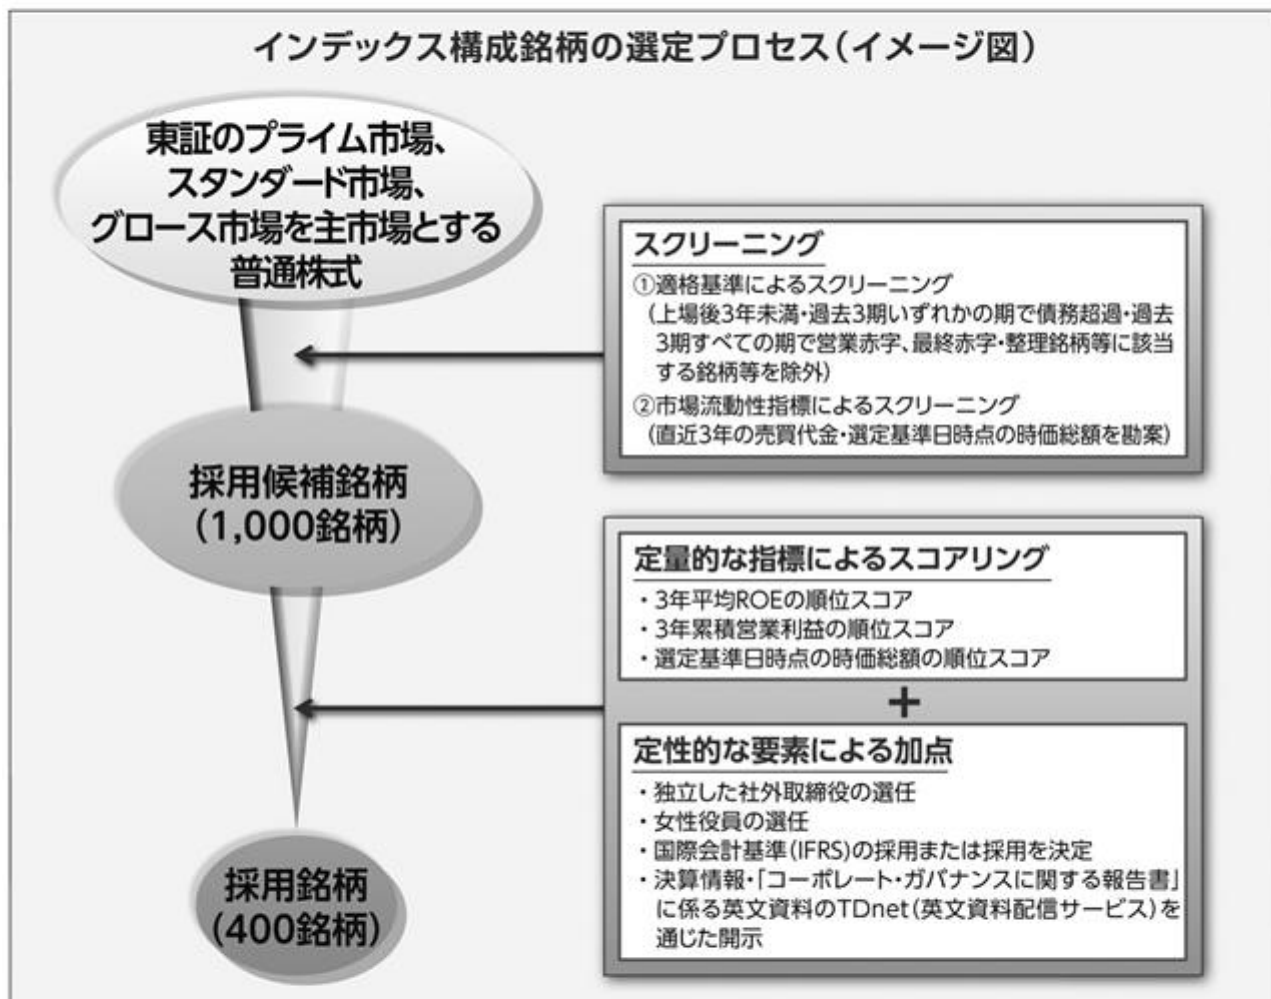 インデックス構成銘柄の選定プロセス(イメージ図)
東証のプライム市場、
スタンダード市場、
グロース市場を主市場とする
普通株式
スクリーニング
①適格基準によるスクリーニング
(上場後3年未満・過去3期いずれかの期で債務超過・過去
3期すべての期で営業赤字、最終赤字・整理銘柄等に該当
する銘柄等を除外)
②市場流動性指標によるスクリーニング
(直近3年の売買代金・選定基準日時点の時価総額を勘案)
採用候補銘柄
(1,000銘柄)
定量的な指標によるスコアリング
・3年平均ROEの順位スコア
・3年累積営業利益の順位スコア
・選定基準日時点の時価総額の順位スコア
+
定性的な要素による加点
・独立した社外取締役の選任
・女性役員の選任
・国際会計基準(IFRS)の採用または採用を決定
・決算情報・「コーポレート・ガバナンスに関する報告書」
に係る英文資料のTDnet(英文資料配信サービス)を
通じた開示
採用銘柄
(400銘柄)